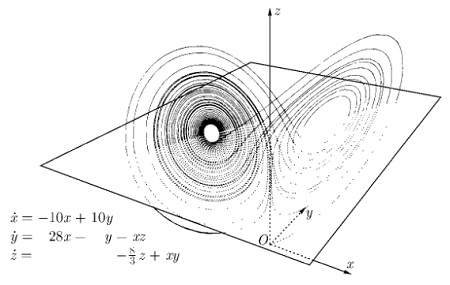 z
y
O
x
ẋ = −10x + 10y
ẏ = 28x − y − xz
ż = −8/3 z + xy